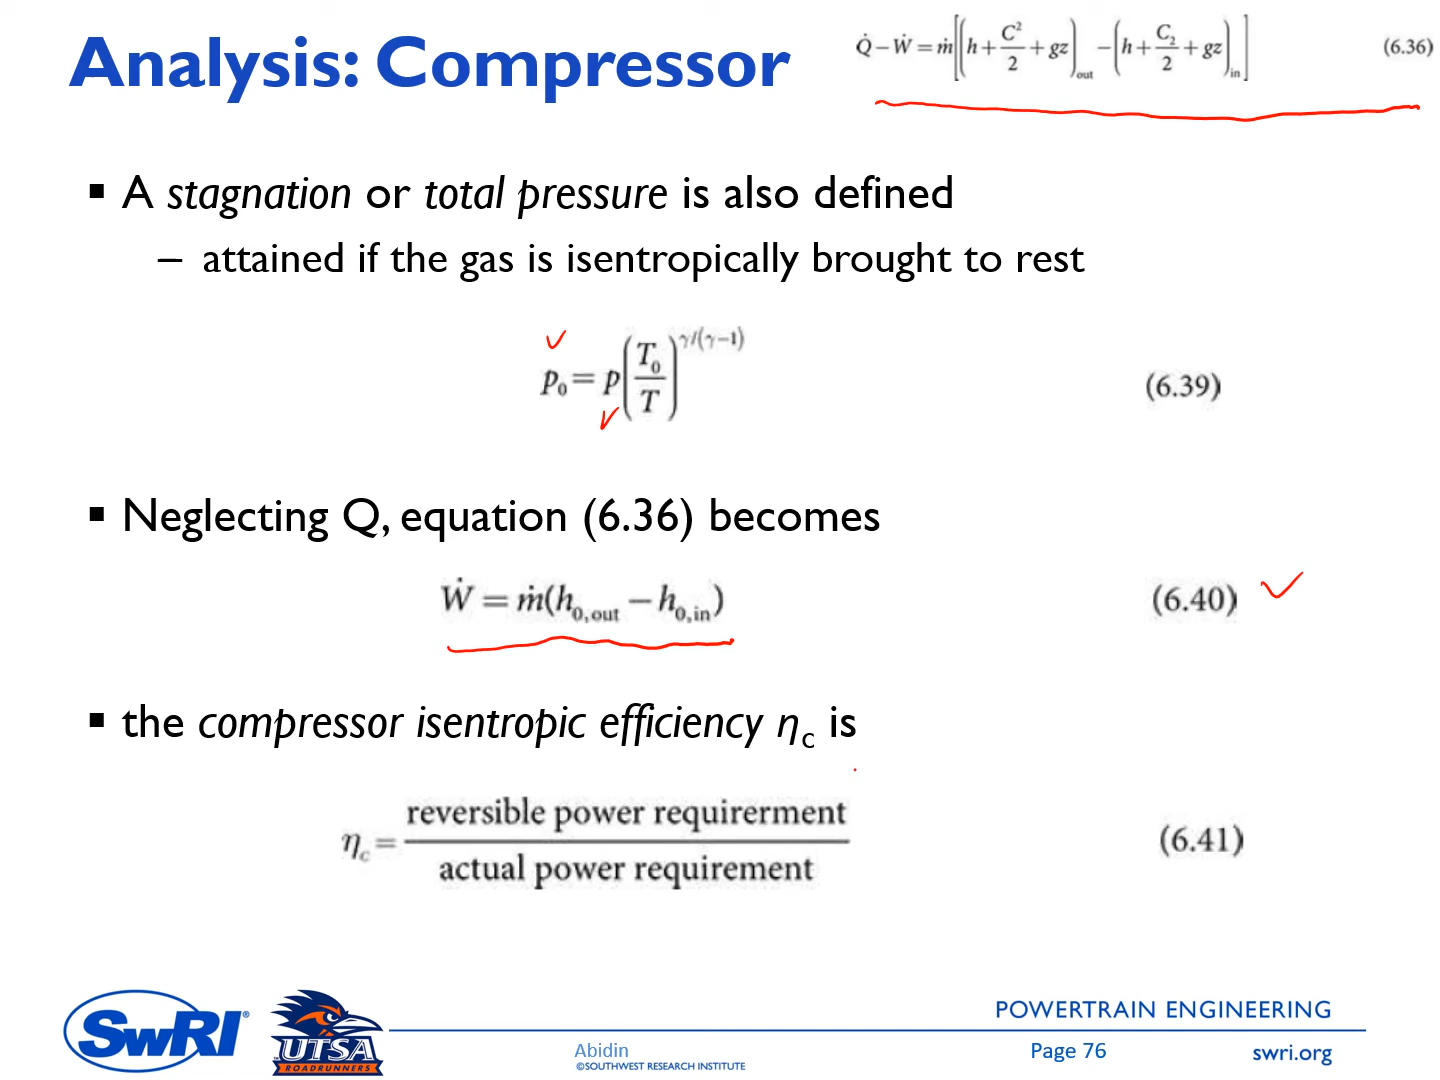 Analysis: Compressor
Q̇ − Ẇ = ṁ[(h + C²/2 + gz)out − (h + C₂/2 + gz)in] (6.36)
▪ A stagnation or total pressure is also defined
– attained if the gas is isentropically brought to rest
p₀ = p(T₀/T)^γ/(γ−1) (6.39)
▪ Neglecting Q, equation (6.36) becomes
Ẇ = ṁ(h₀,out − h₀,in) (6.40)
▪ the compressor isentropic efficiency ηc is
ηc = reversible power requirerment / actual power requirement (6.41)
SwRI®
UTSA
ROADRUNNERS
POWERTRAIN ENGINEERING
Abidin
©SOUTHWEST RESEARCH INSTITUTE
Page 76
swri.org